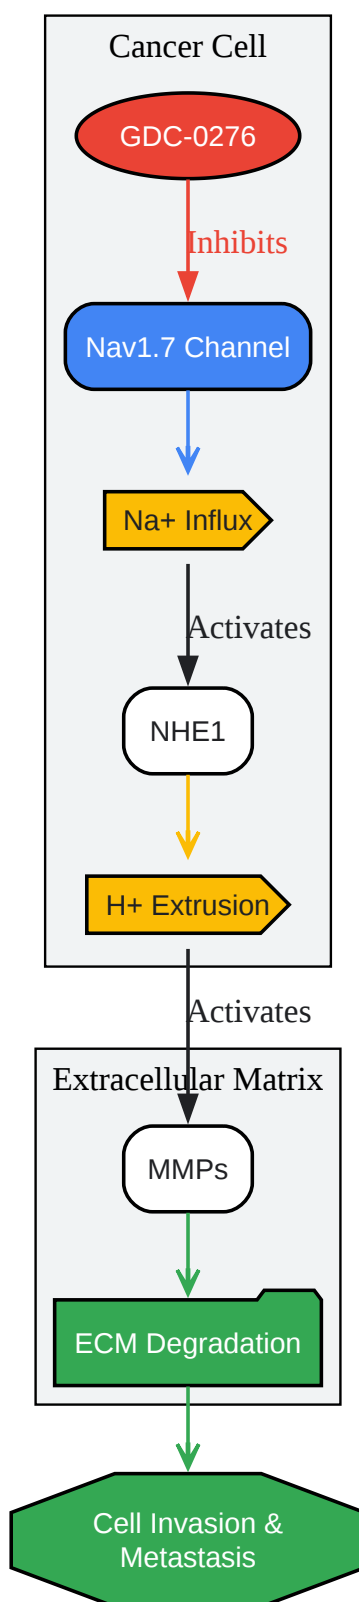 Cancer Cell
GDC-0276
Inhibits
Nav1.7 Channel
Na+ Influx
Activates
NHE1
H+ Extrusion
Activates
Extracellular Matrix
MMPs
ECM Degradation
Cell Invasion &
Metastasis